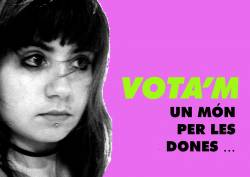 VOTA'M
UN MÓN
PER LES
DONES ...